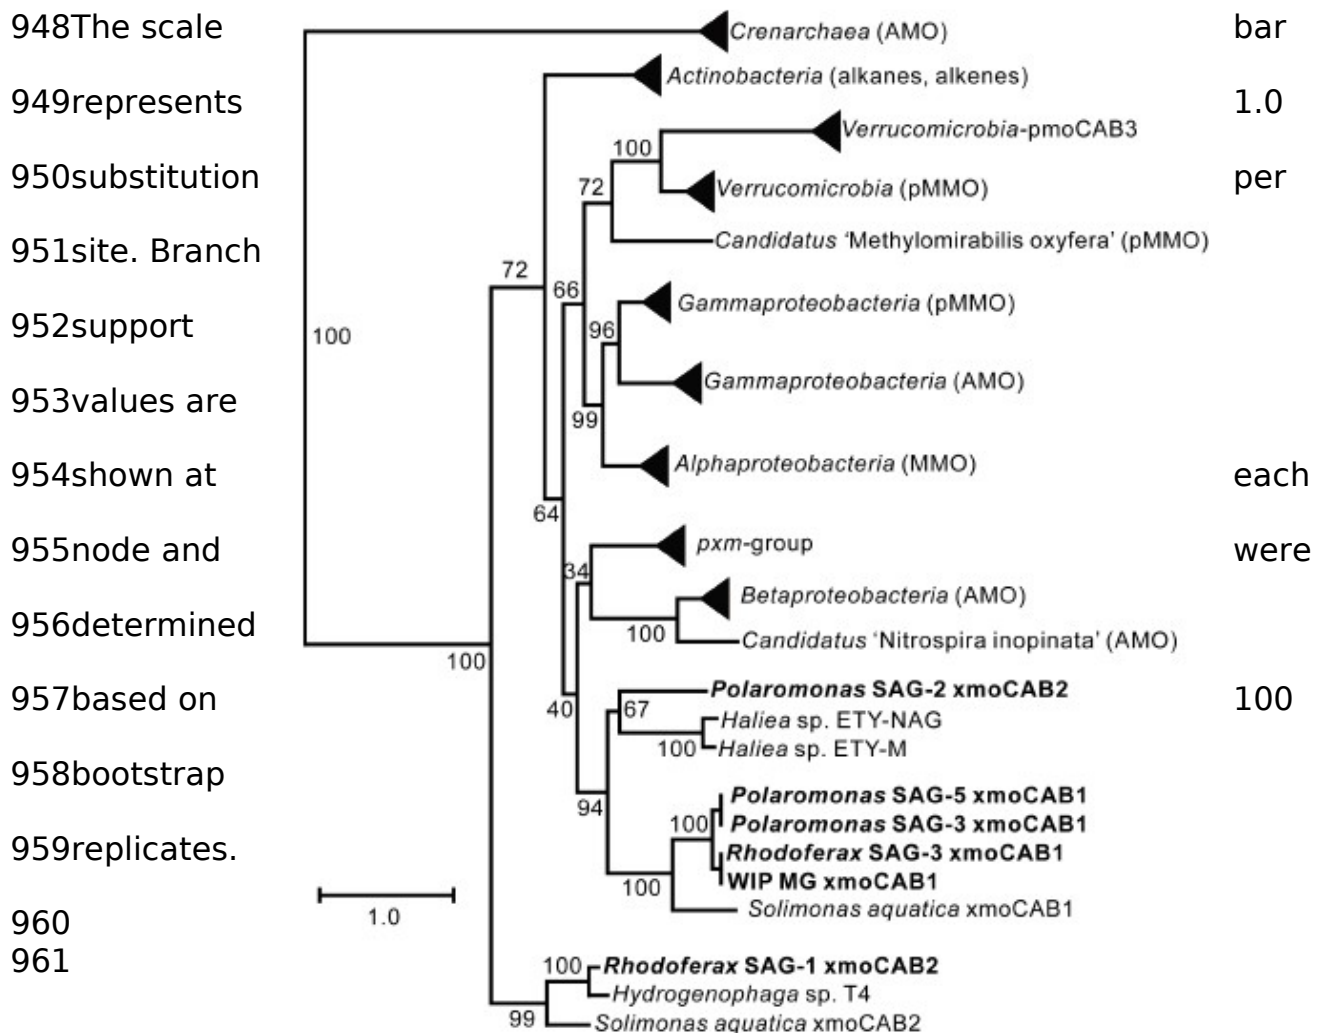 948The scale bar
Crenarchaea (AMO)
Actinobacteria (alkanes, alkenes)
949represents 1.0
Verrucomicrobia-pmoCAB3
100
950substitution per
72
Verrucomicrobia (pMMO)
Candidatus ‘Methylomirabilis oxyfera’ (pMMO)
951site. Branch
72
66
Gammaproteobacteria (pMMO)
952support
96
100
Gammaproteobacteria (AMO)
953values are
99
Alphaproteobacteria (MMO)
954shown at each
64
pxm-group
955node and were
34
Betaproteobacteria (AMO)
956determined
100
Candidatus ‘Nitrospira inopinata’ (AMO)
100
Polaromonas SAG-2 xmoCAB2
957based on 100
40
67
Haliea sp. ETY-NAG
100
Haliea sp. ETY-M
958bootstrap
Polaromonas SAG-5 xmoCAB1
94
100
Polaromonas SAG-3 xmoCAB1
959replicates.
Rhodoferax SAG-3 xmoCAB1
WIP MG xmoCAB1
100
Solimonas aquatica xmoCAB1
1.0
960
961
100
Rhodoferax SAG-1 xmoCAB2
Hydrogenophaga sp. T4
99
Solimonas aquatica xmoCAB2